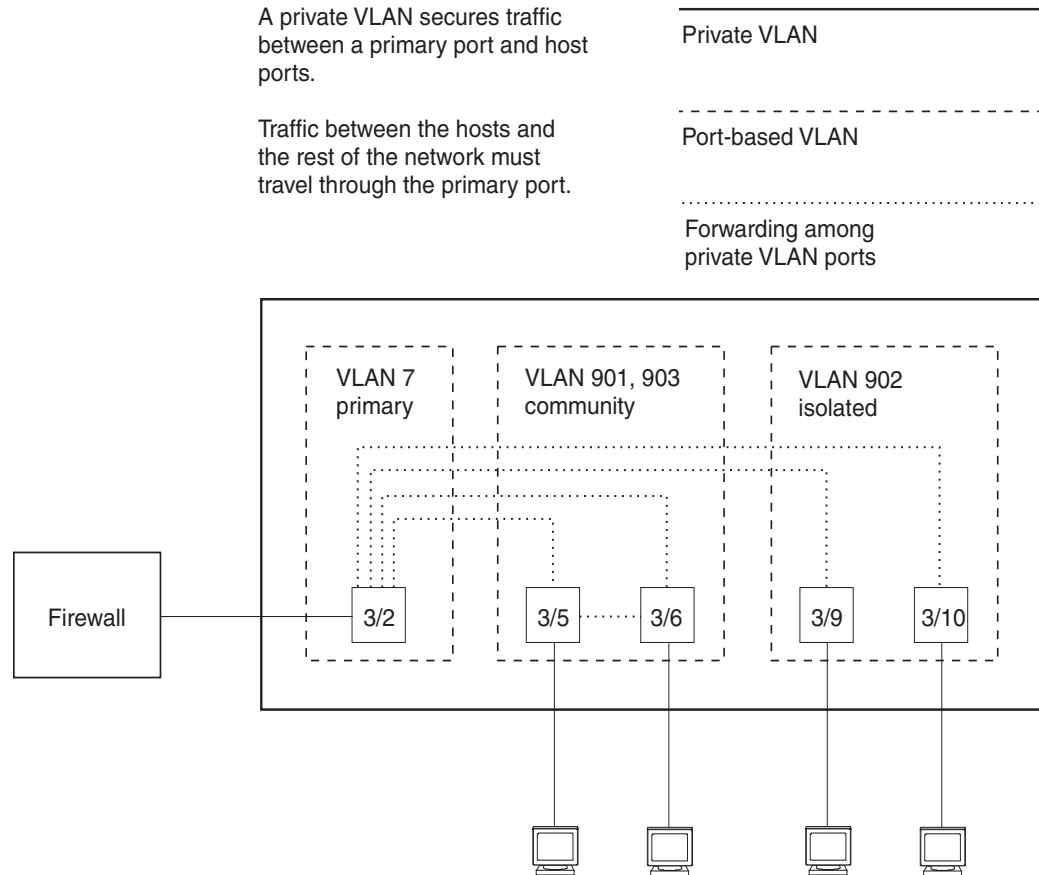 A private VLAN secures traffic
between a primary port and host
ports.
Traffic between the hosts and
the rest of the network must
travel through the primary port.
Private VLAN
Port-based VLAN
Forwarding among
private VLAN ports
VLAN 7
primary
VLAN 901, 903
community
VLAN 902
isolated
Firewall
3/2
3/5
3/6
3/9
3/10